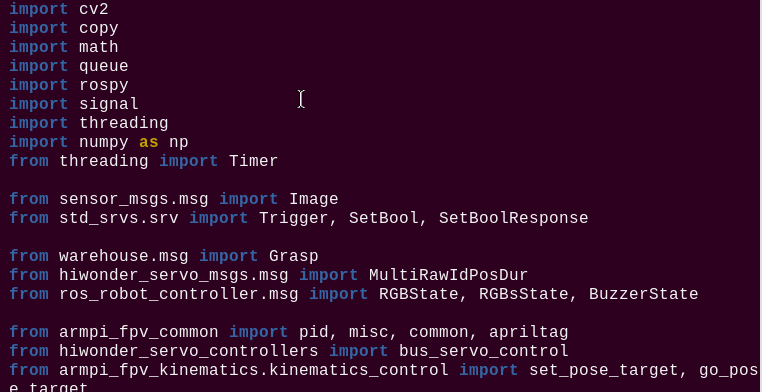 import cv2
import copy
import math
import queue
import rospy
import signal
import threading
import numpy as np
from threading import Timer

from sensor_msgs.msg import Image
from std_srvs.srv import Trigger, SetBool, SetBoolResponse

from warehouse.msg import Grasp
from hiwonder_servo_msgs.msg import MultiRawIdPosDur
from ros_robot_controller.msg import RGBState, RGBsState, BuzzerState

from armpi_fpv_common import pid, misc, common, apriltag
from hiwonder_servo_controllers import bus_servo_control
from armpi_fpv_kinematics.kinematics_control import set_pose_target, go_pos
e_target